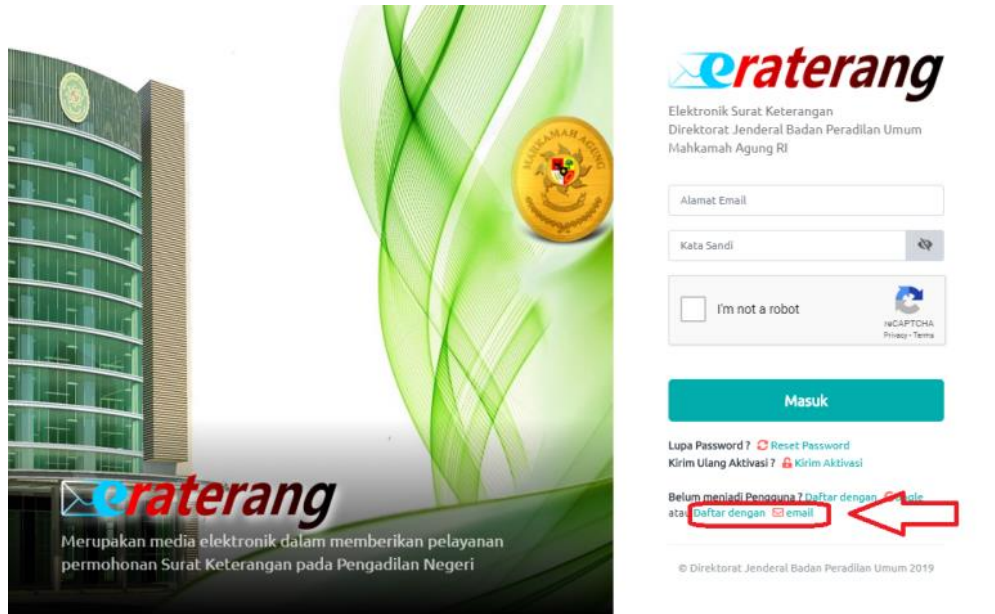 eraterang
Merupakan media elektronik dalam memberikan pelayanan
permohonan Surat Keterangan pada Pengadilan Negeri
MAHKAMAH AGUNG
eraterang
Elektronik Surat Keterangan
Direktorat Jenderal Badan Peradilan Umum
Mahkamah Agung RI
Alamat Email
Kata Sandi
I'm not a robot
reCAPTCHA
Privacy - Terms
Masuk
Lupa Password ? Reset Password
Kirim Ulang Aktivasi ? Kirim Aktivasi
Belum menjadi Pengguna ? Daftar dengan Google
atau Daftar dengan email
© Direktorat Jenderal Badan Peradilan Umum 2019